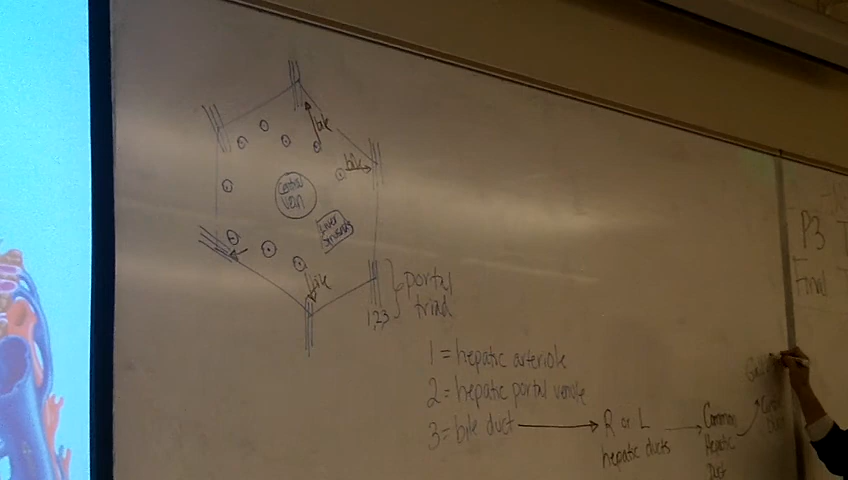 bile
bile
Central
Vein
Liver
Sinusoids
bile
portal
triad
1,2,3
1 = hepatic arteriole
2 = hepatic portal venule
3 = bile duct
R or L
hepatic ducts
Common
Hepatic
Duct
P3
Final